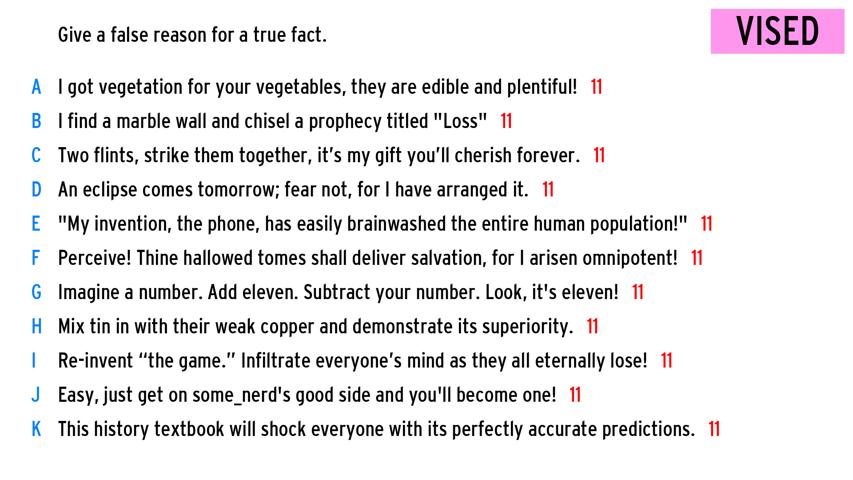 Give a false reason for a true fact.
VISED
A I got vegetation for your vegetables, they are edible and plentiful! 11
B I find a marble wall and chisel a prophecy titled "Loss" 11
C Two flints, strike them together, it's my gift you'll cherish forever. 11
D An eclipse comes tomorrow; fear not, for I have arranged it. 11
E "My invention, the phone, has easily brainwashed the entire human population!" 11
F Perceive! Thine hallowed tomes shall deliver salvation, for I arisen omnipotent! 11
G Imagine a number. Add eleven. Subtract your number. Look, it's eleven! 11
H Mix tin in with their weak copper and demonstrate its superiority. 11
I Re-invent “the game.” Infiltrate everyone's mind as they all eternally lose! 11
J Easy, just get on some_nerd's good side and you'll become one! 11
K This history textbook will shock everyone with its perfectly accurate predictions. 11